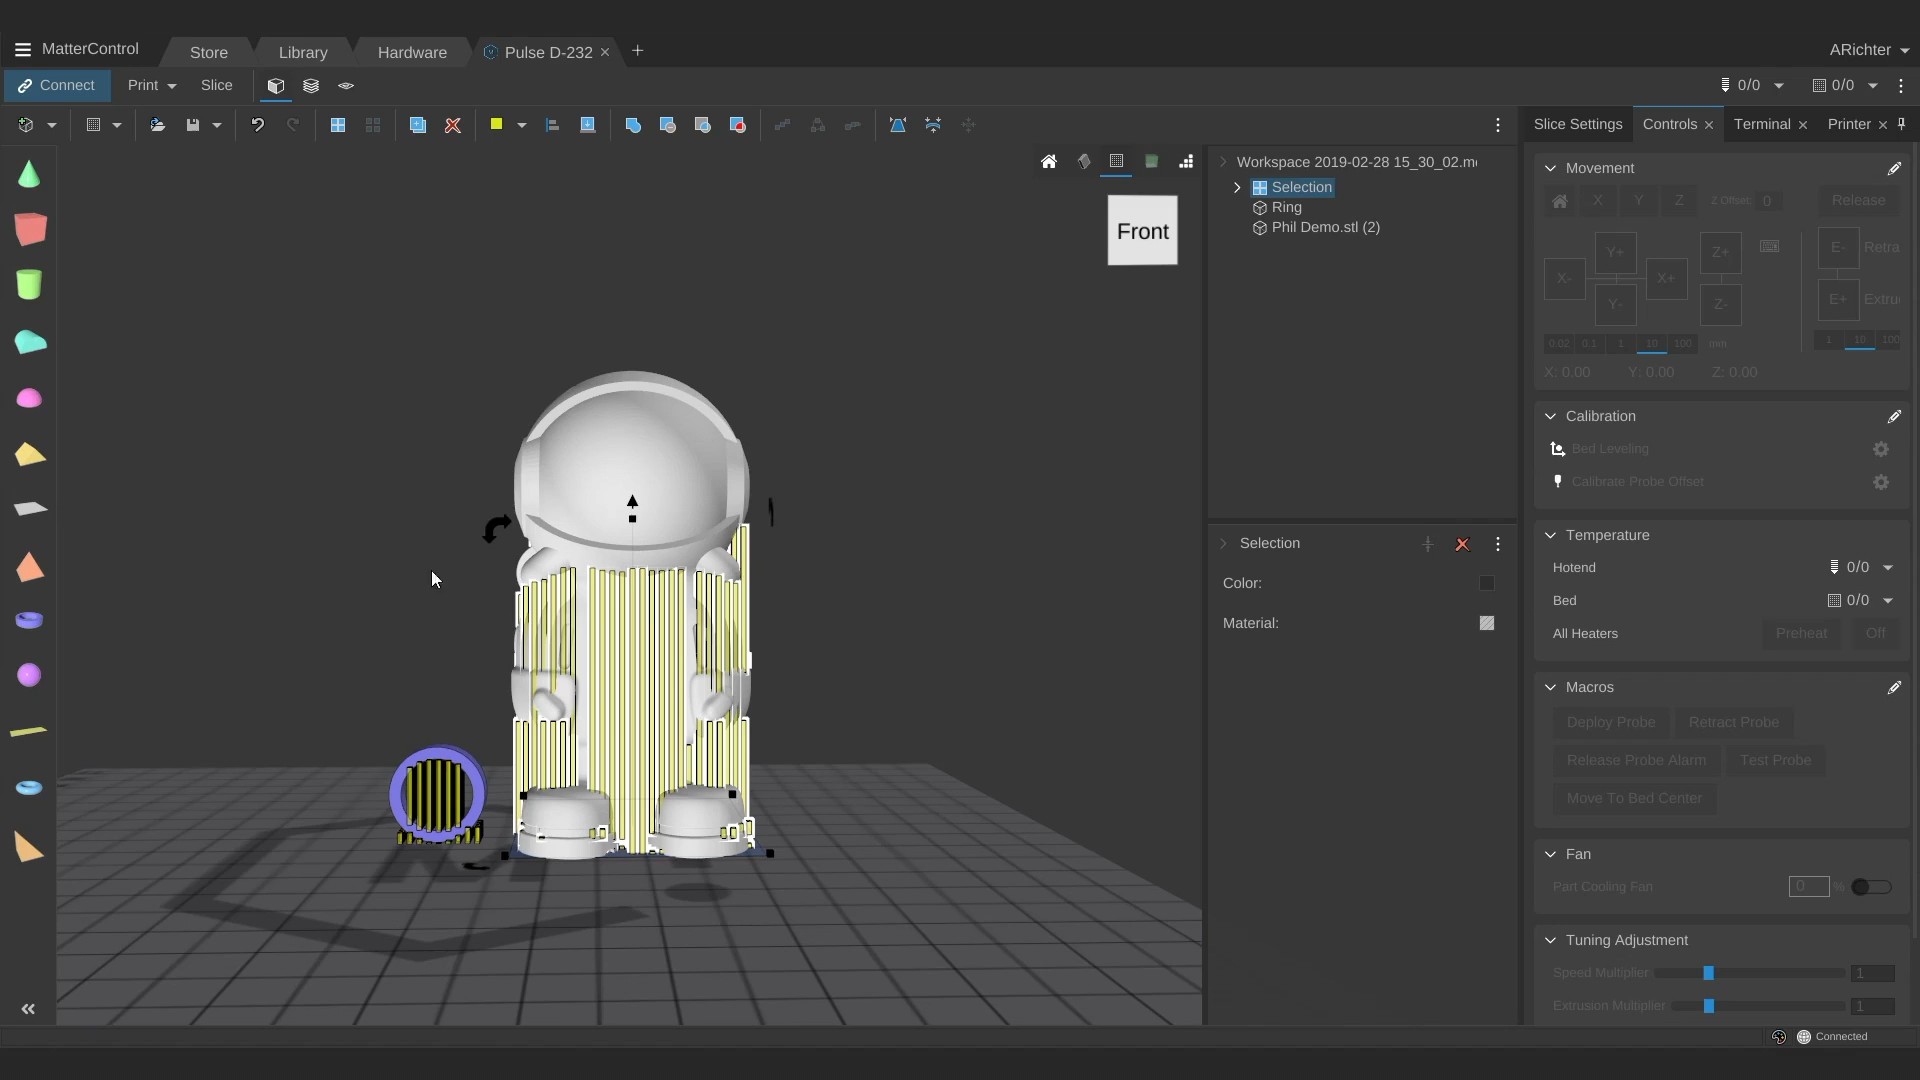 MatterControl
Store
Library
Hardware
Pulse D-232
ARichter
Connect
Print
Slice
0/0
0/0
Slice Settings
Controls
Terminal
Printer
Front
Workspace 2019-02-28 15_30_02.m
Selection
Ring
Phil Demo.stl (2)
Selection
Color:
Material:
Movement
X Y Z Z Offset: 0 Release
Y+ Z+ E- Retra
X- X+ E+ Extru
Y- Z-
0.02 0.1 1 10 100 mm 1 10 100
X: 0.00 Y: 0.00 Z: 0.00
Calibration
Bed Leveling
Calibrate Probe Offset
Temperature
Hotend 0/0
Bed 0/0
All Heaters Preheat Off
Macros
Deploy Probe Retract Probe
Release Probe Alarm Test Probe
Move To Bed Center
Fan
Part Cooling Fan 0 %
Tuning Adjustment
Speed Multiplier 1
Extrusion Multiplier 1
Connected